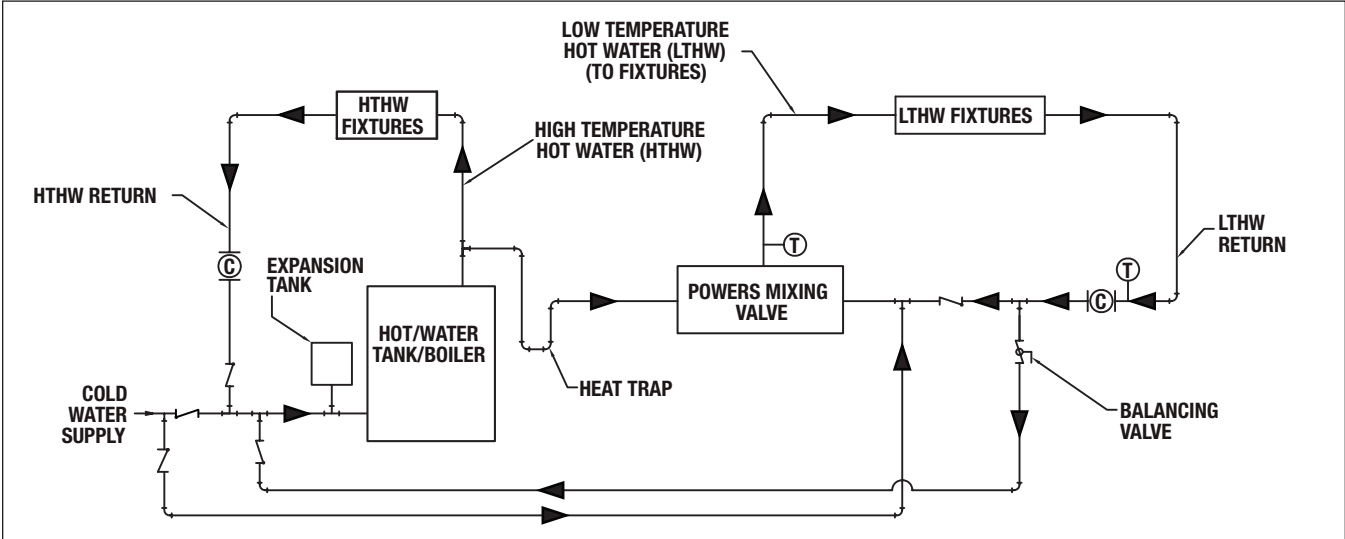 LOW TEMPERATURE
HOT WATER (LTHW)
(TO FIXTURES)
HTHW
FIXTURES
LTHW FIXTURES
HIGH TEMPERATURE
HOT WATER (HTHW)
HTHW RETURN
LTHW
RETURN
T
T
C
C
EXPANSION
TANK
POWERS MIXING
VALVE
HOT/WATER
TANK/BOILER
HEAT TRAP
COLD
WATER
SUPPLY
BALANCING
VALVE